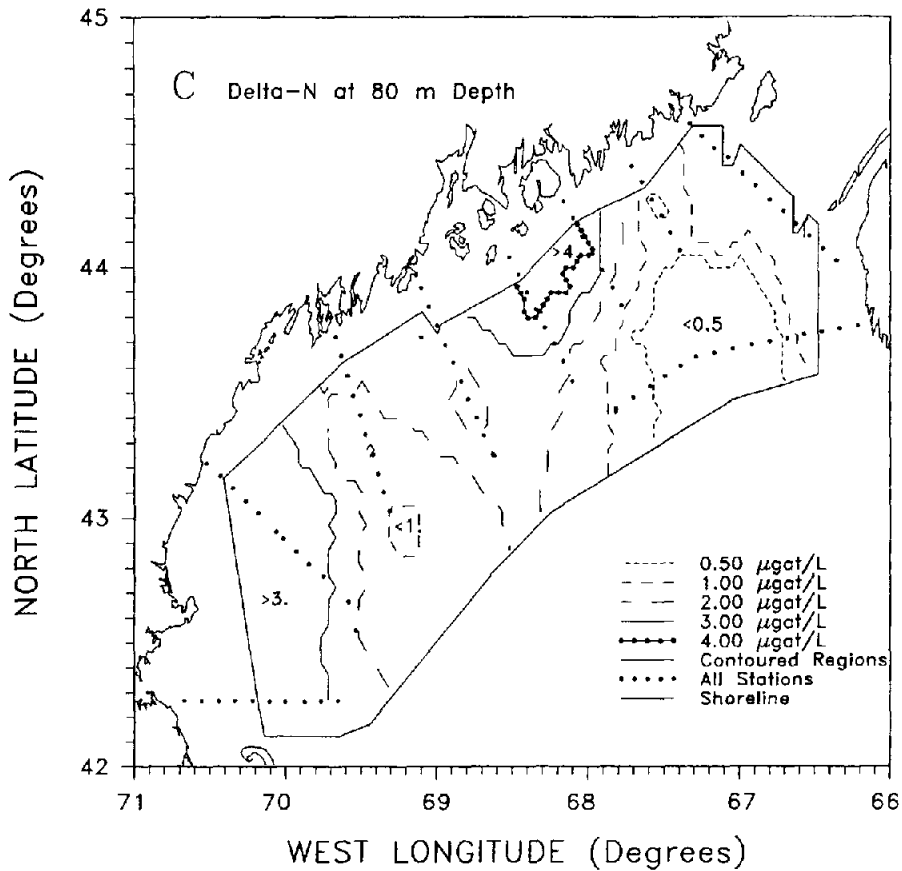 45
C Delta-N at 80 m Depth
NORTH LATITUDE (Degrees)
44
>4
<0.5
43
<1
>3.
0.50 µgat/L
1.00 µgat/L
2.00 µgat/L
3.00 µgat/L
4.00 µgat/L
Contoured Regions
All Stations
Shoreline
42
71 70 69 68 67 66
WEST LONGITUDE (Degrees)